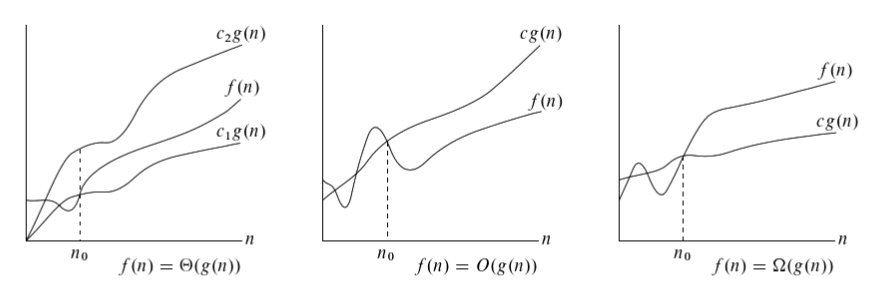 c₂g(n)
f(n)
c₁g(n)
n
n₀
f(n) = Θ(g(n))
cg(n)
f(n)
n
n₀
f(n) = O(g(n))
f(n)
cg(n)
n
n₀
f(n) = Ω(g(n))